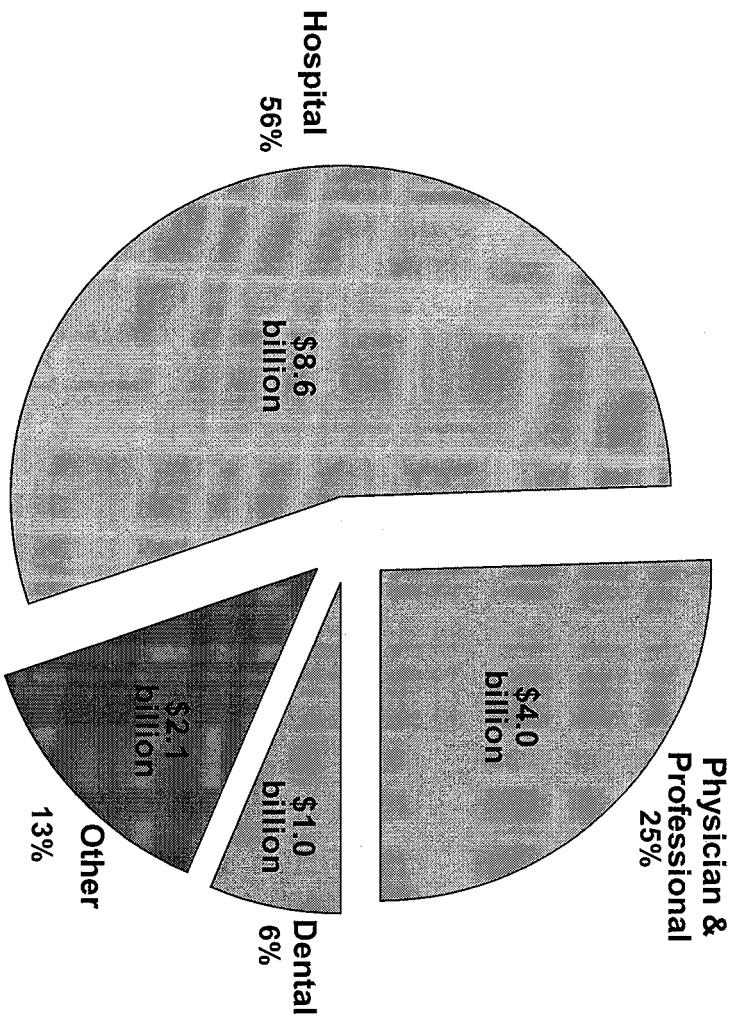 Hospital
56%
$8.6
billion
Physician &
Professional
25%
$4.0
billion
$2.1
billion
Other
13%
$1.0
billion
Dental
6%